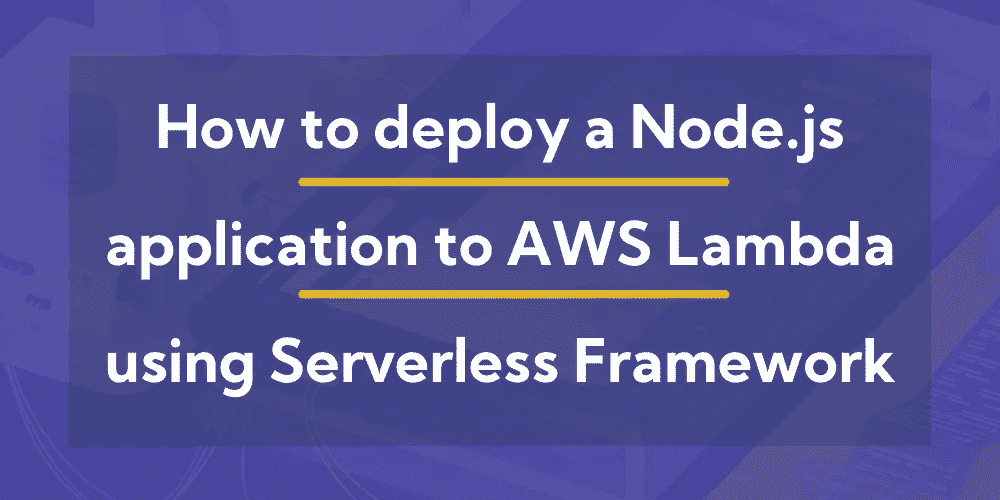 How to deploy a Node.js
application to AWS Lambda
using Serverless Framework